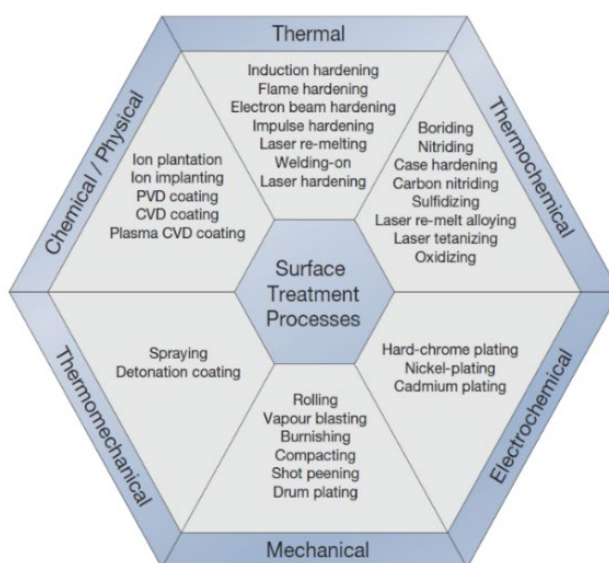 Thermal
Induction hardening
Flame hardening
Electron beam hardening
Impulse hardening
Laser re-melting
Welding-on
Laser hardening
Thermochemical
Boriding
Nitriding
Case hardening
Carbon nitriding
Sulfidizing
Laser re-melt alloying
Laser tetanizing
Oxidizing
Chemical / Physical
Ion plantation
Ion implanting
PVD coating
CVD coating
Plasma CVD coating
Surface
Treatment
Processes
Thermomechanical
Spraying
Detonation coating
Mechanical
Rolling
Vapour blasting
Burnishing
Compacting
Shot peening
Drum plating
Electrochemical
Hard-chrome plating
Nickel-plating
Cadmium plating